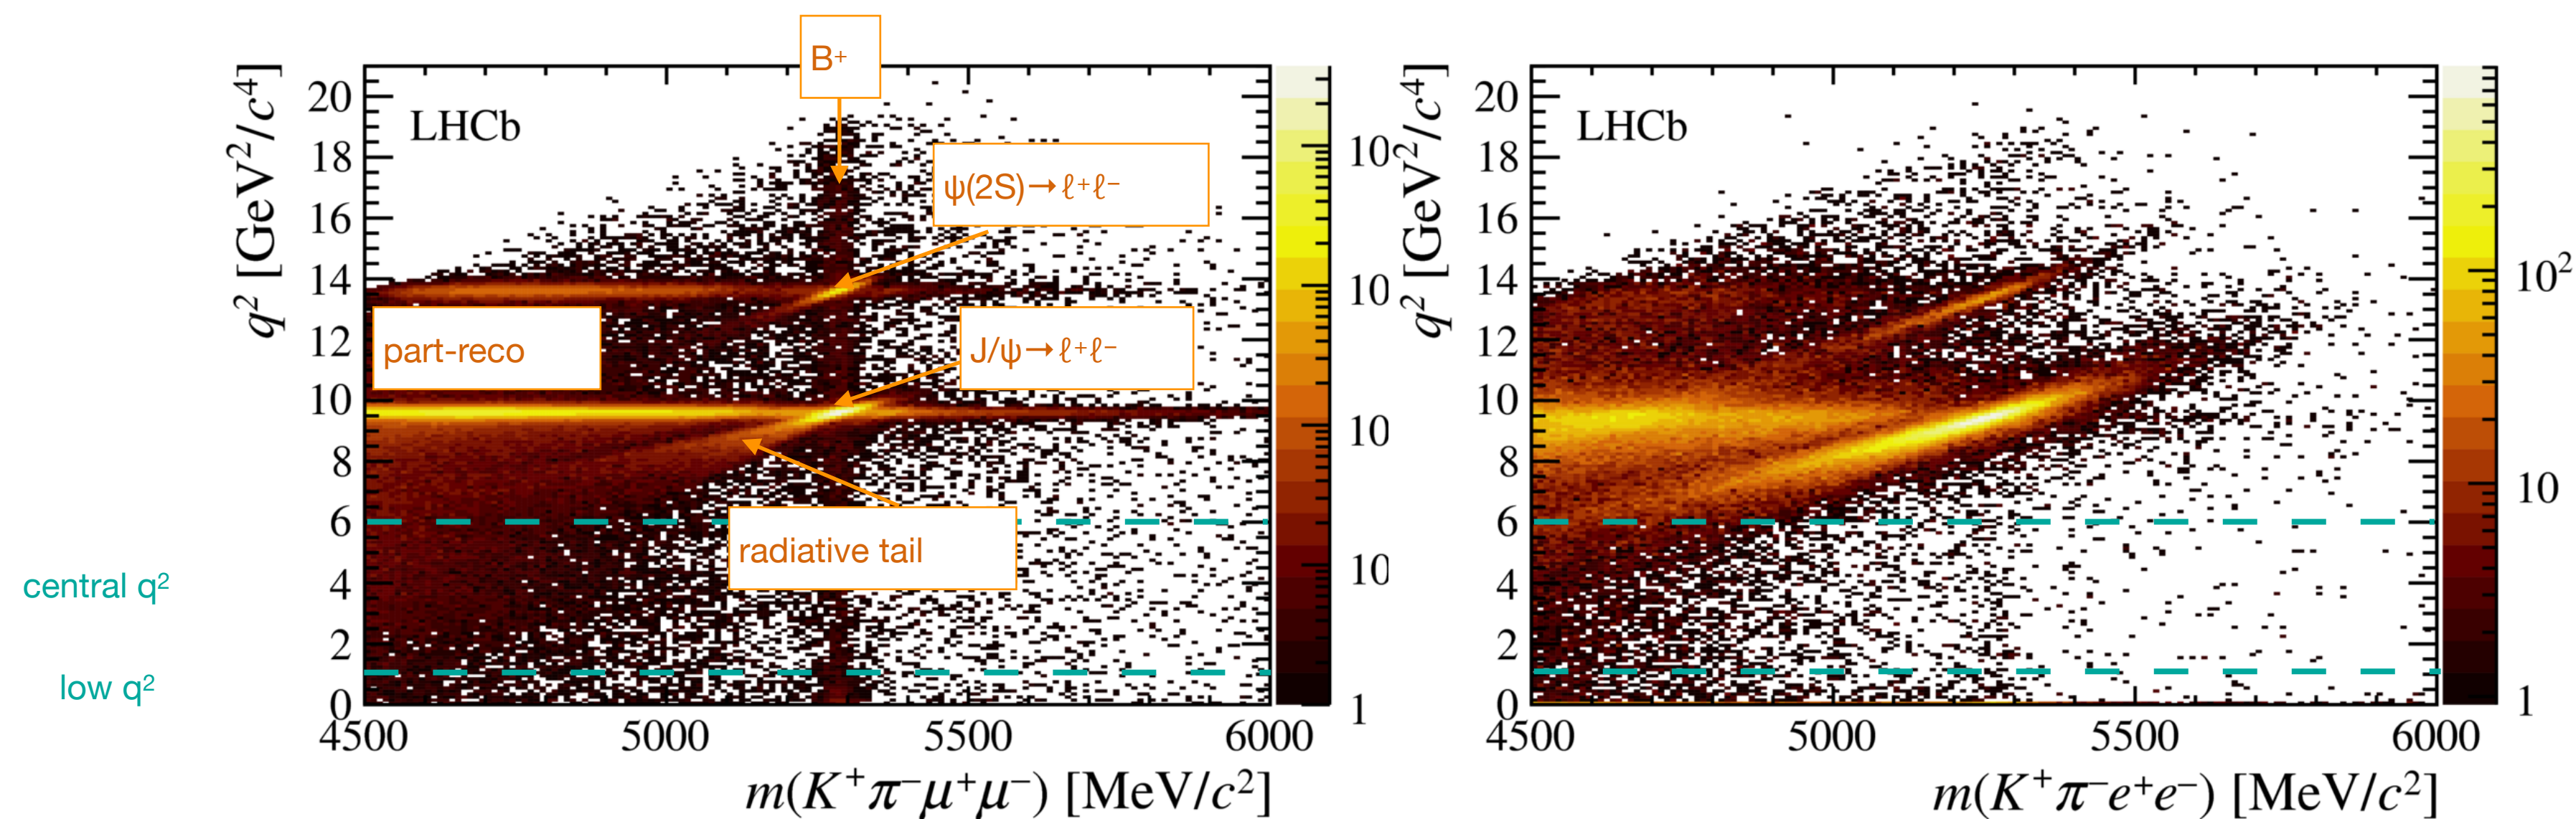 B⁺
LHCb
ψ(2S)→ℓ⁺ℓ⁻
part-reco
J/ψ→ℓ⁺ℓ⁻
radiative tail
central q²
low q²
q² [GeV²/c⁴]
20
18
16
14
12
10
8
6
4
2
0
4500 5000 5500 6000
m(K⁺π⁻μ⁺μ⁻) [MeV/c²]
10
10
10
10
1
LHCb
q² [GeV²/c⁴]
20
18
16
14
12
10
8
6
4
2
0
4500 5000 5500 6000
m(K⁺π⁻e⁺e⁻) [MeV/c²]
10²
10
1